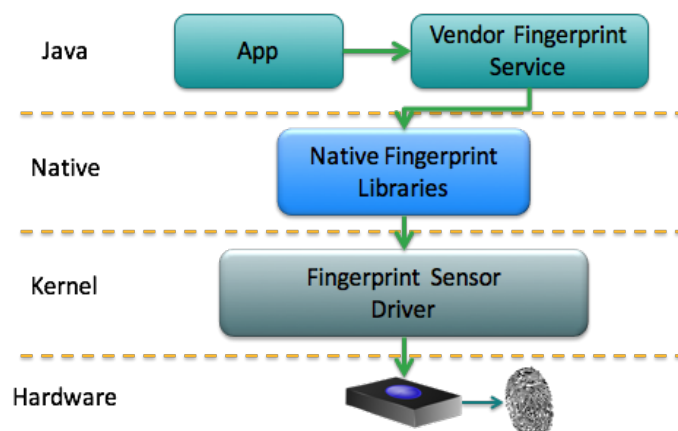 Java
App
Vendor Fingerprint
Service
Native
Native Fingerprint
Libraries
Kernel
Fingerprint Sensor
Driver
Hardware